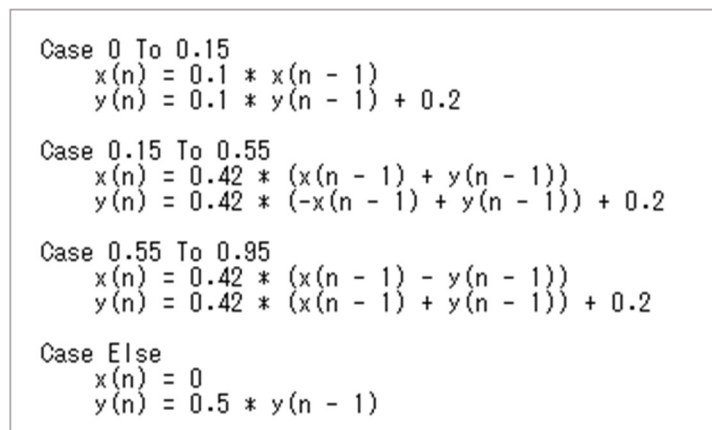 Case 0 To 0.15
x(n) = 0.1 * x(n - 1)
y(n) = 0.1 * y(n - 1) + 0.2
Case 0.15 To 0.55
x(n) = 0.42 * (x(n - 1) + y(n - 1))
y(n) = 0.42 * (-x(n - 1) + y(n - 1)) + 0.2
Case 0.55 To 0.95
x(n) = 0.42 * (x(n - 1) - y(n - 1))
y(n) = 0.42 * (x(n - 1) + y(n - 1)) + 0.2
Case Else
x(n) = 0
y(n) = 0.5 * y(n - 1)